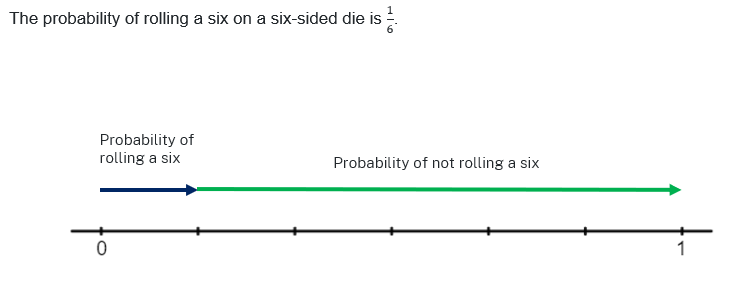 The probability of rolling a six on a six-sided die is 1/6.
Probability of
rolling a six
Probability of not rolling a six
0 1